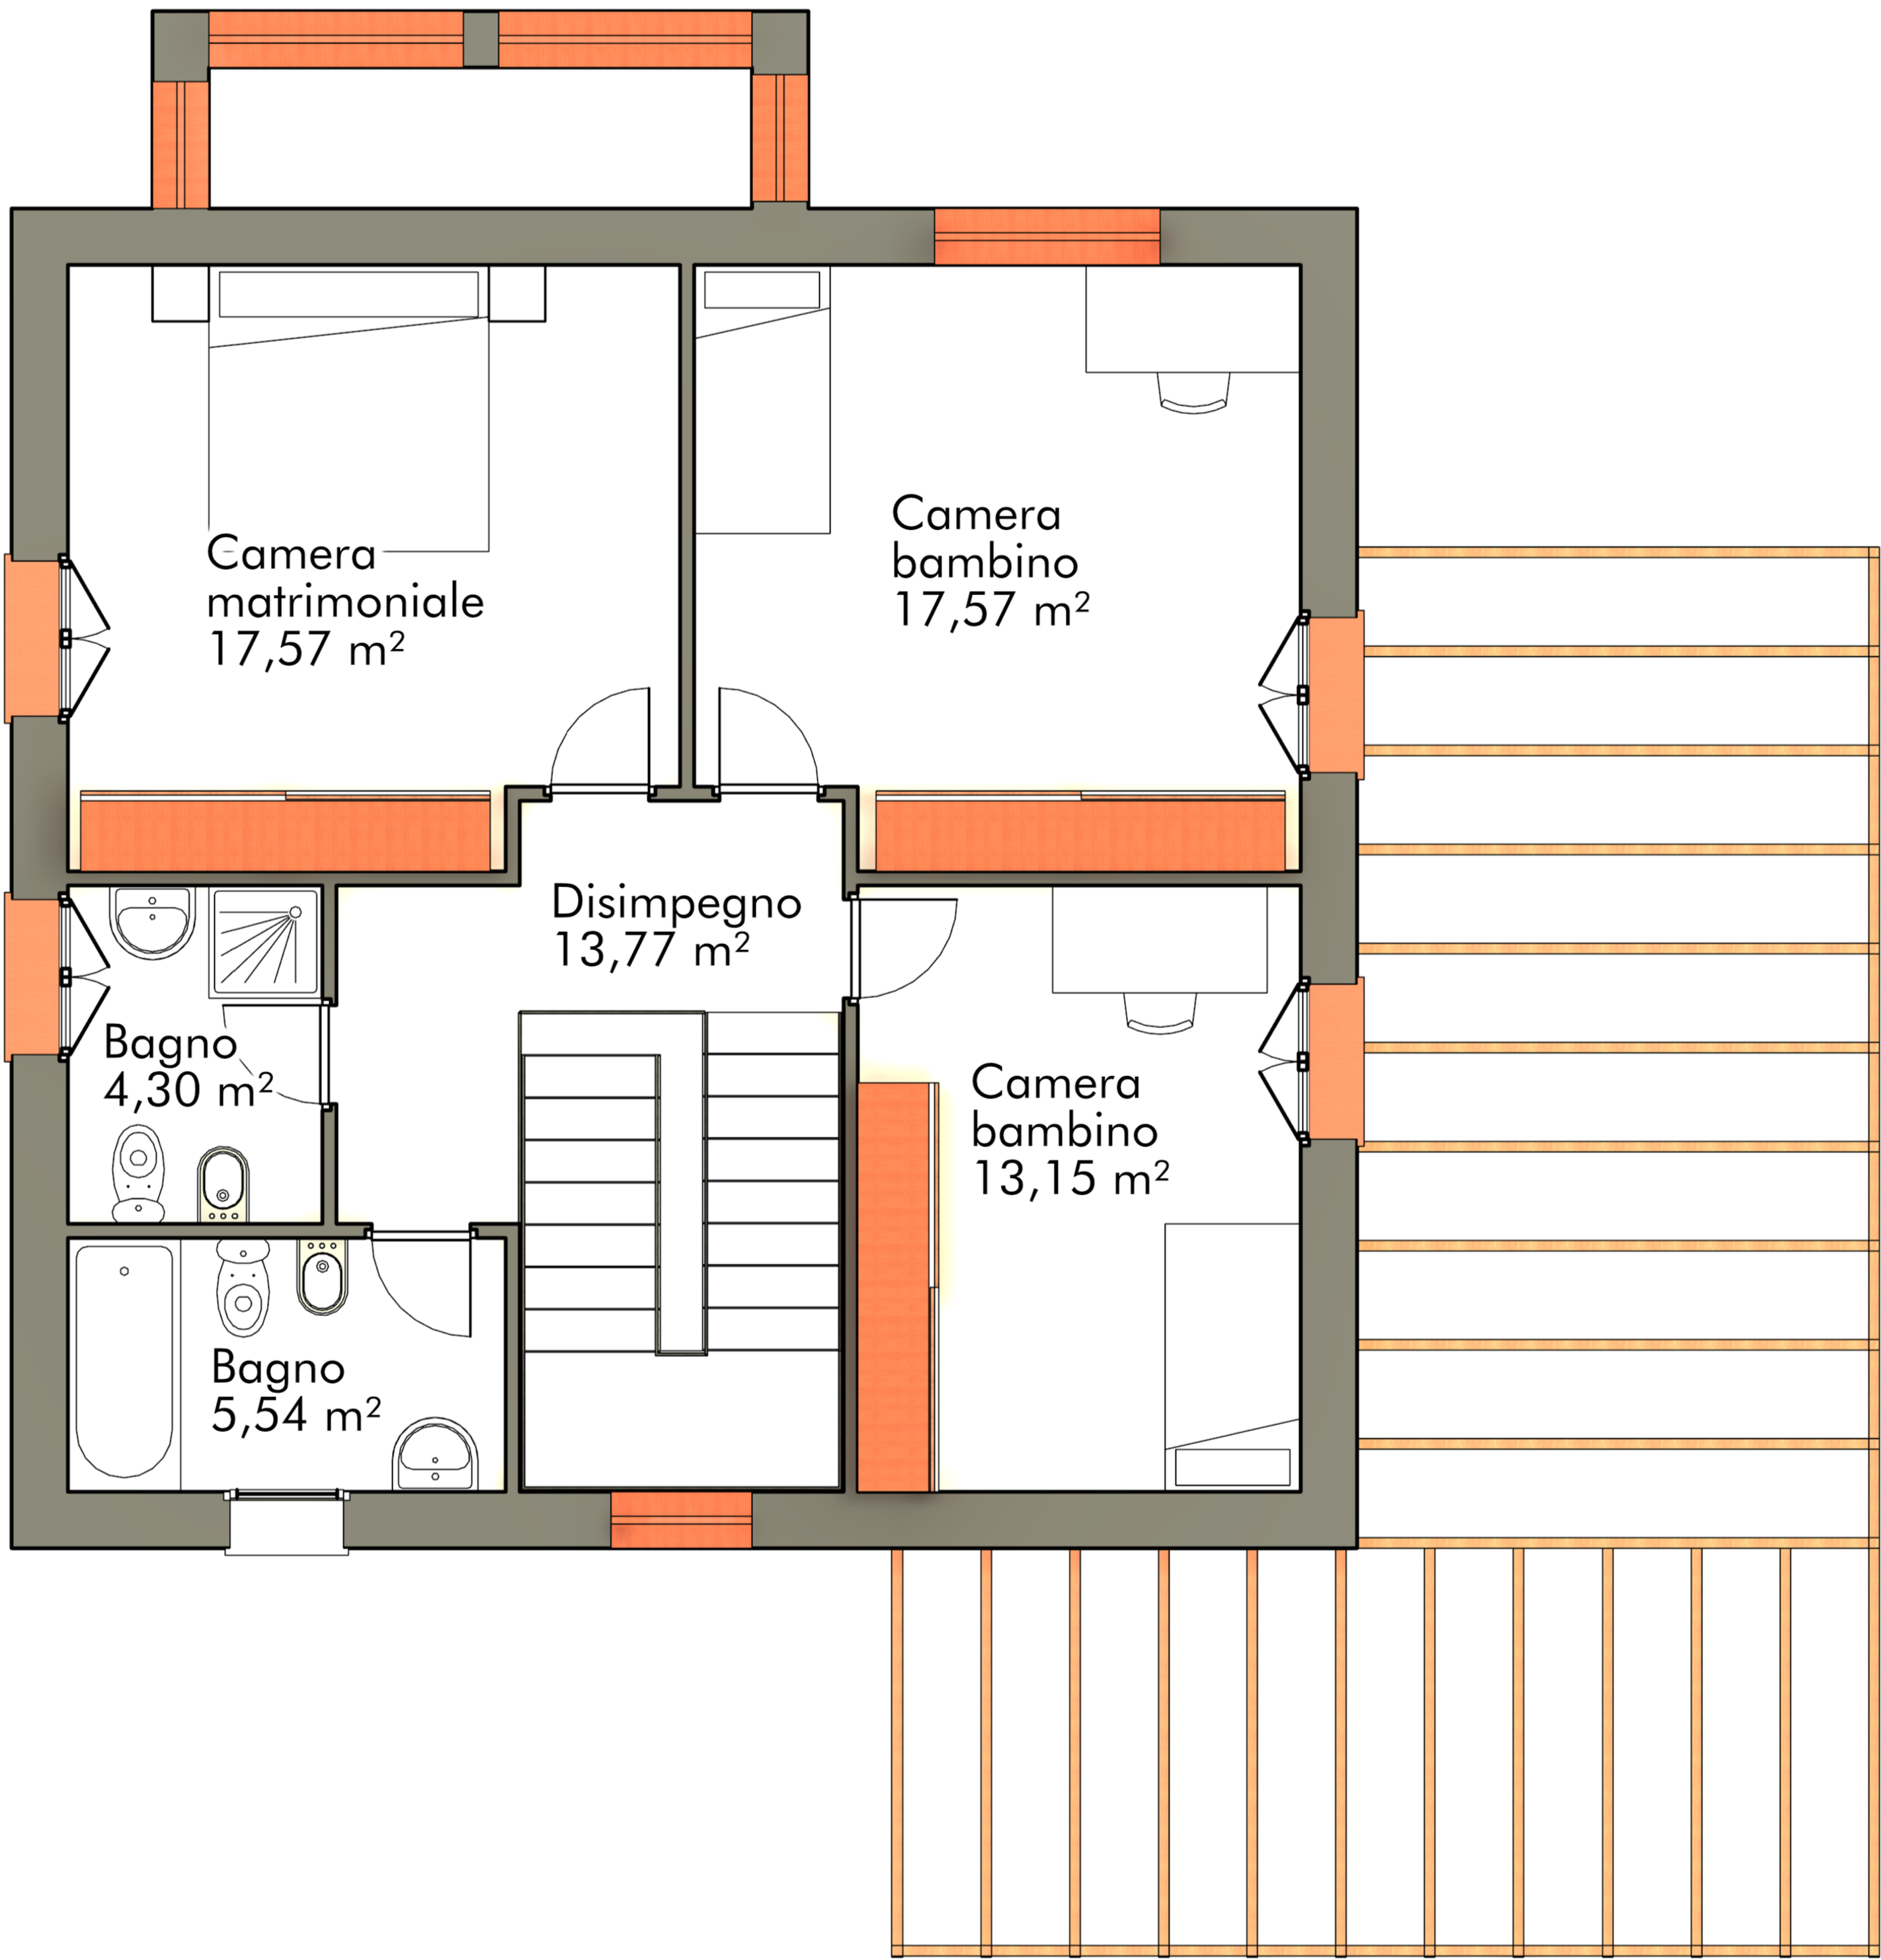 Camera
matrimoniale
17,57 m²
Camera
bambino
17,57 m²
Disimpegno
13,77 m²
Bagno
4,30 m²
Camera
bambino
13,15 m²
Bagno
5,54 m²